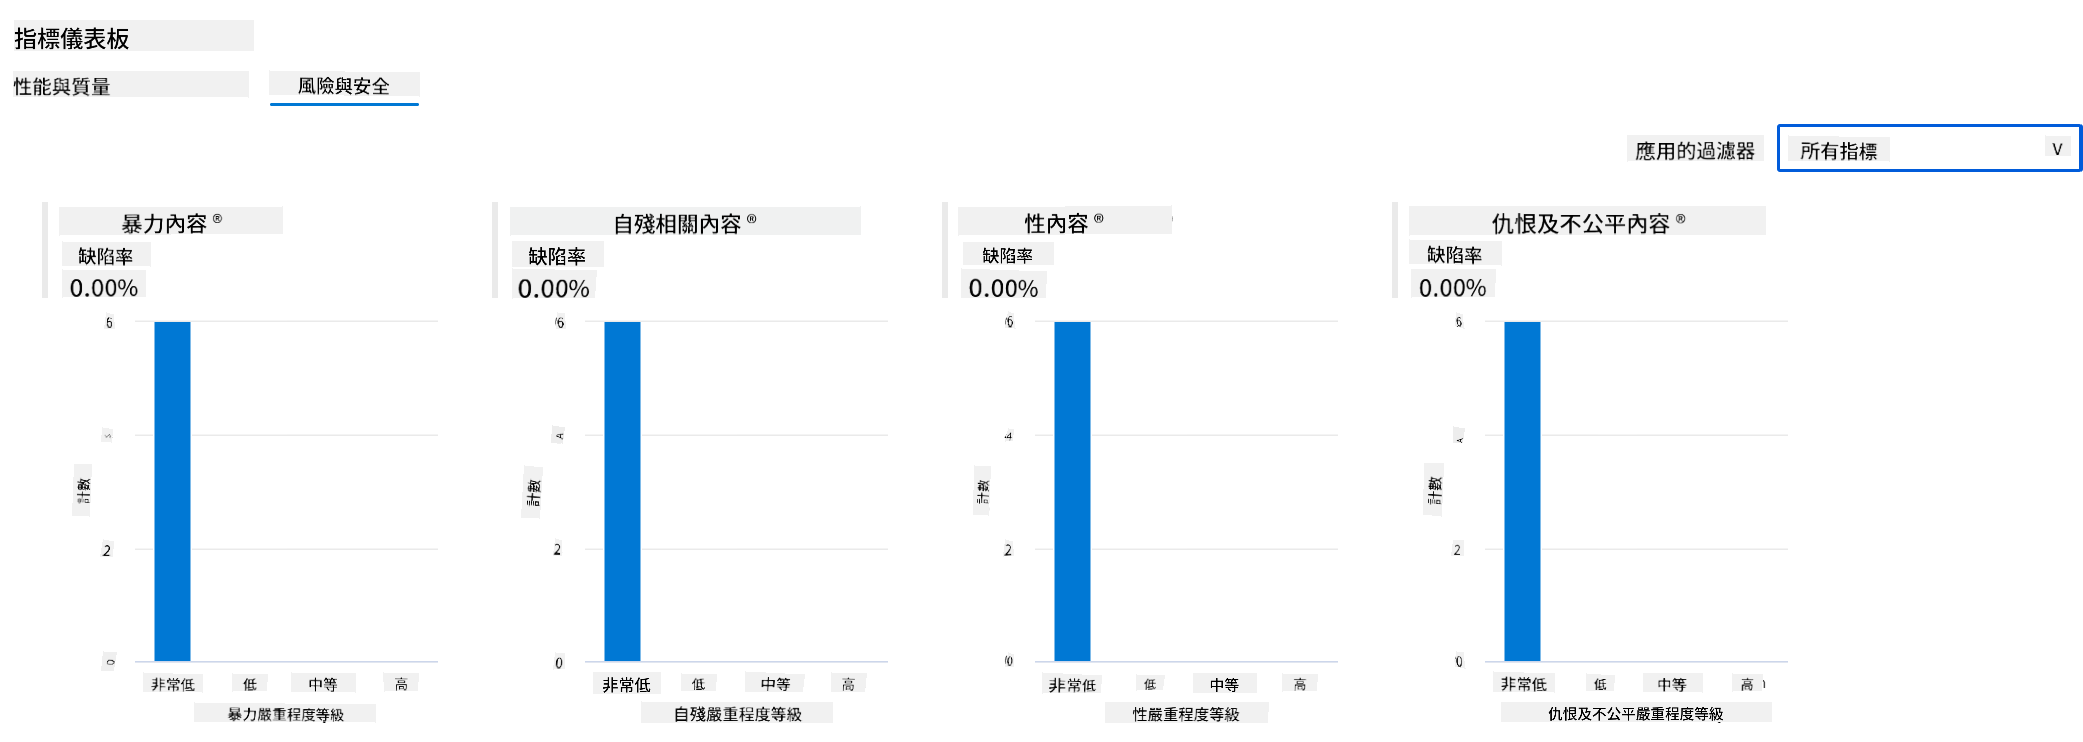 指標儀表板
性能與質量 風險與安全
應用的過濾器 所有指標 V
暴力內容 ®
缺陷率
0.00%
6
2
0
計數
非常低 低 中等 高
暴力嚴重程度等級
自殘相關內容 ®
缺陷率
0.00%
6
2
0
計數
非常低 低 中等 高
自殘嚴重程度等級
性內容 ®
缺陷率
0.00%
6
4
2
0
計數
非常低 低 中等 高
性嚴重程度等級
仇恨及不公平內容 ®
缺陷率
0.00%
6
2
0
計數
非常低 低 中等 高
仇恨及不公平嚴重程度等級